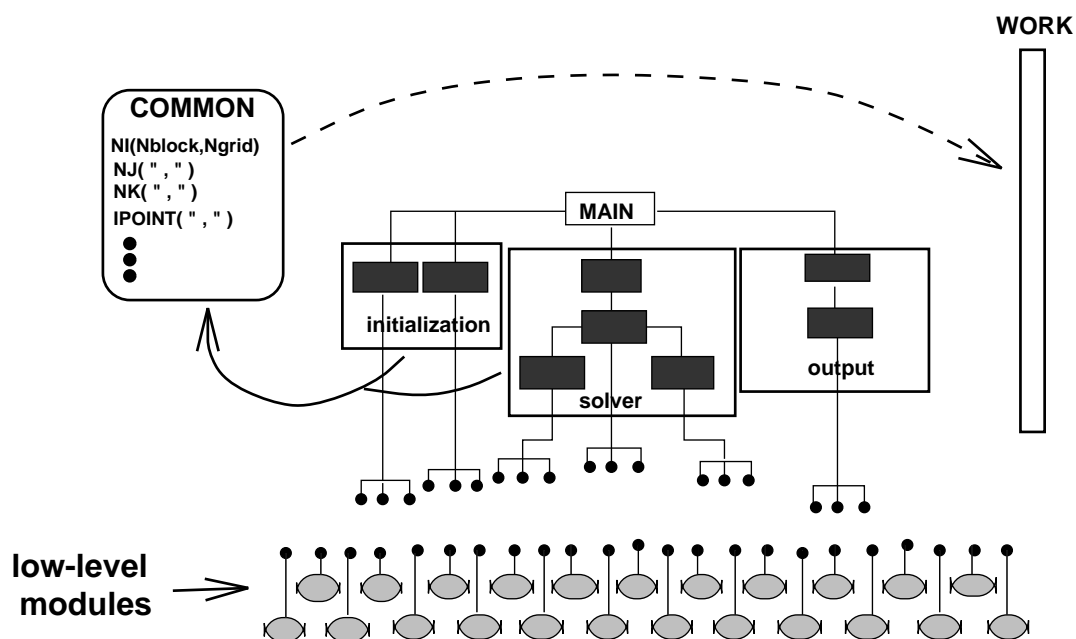 WORK
COMMON
NI(Nblock,Ngrid)
NJ( " , " )
NK( " , " )
IPOINT( " , " )
MAIN
initialization
solver
output
low-level
modules